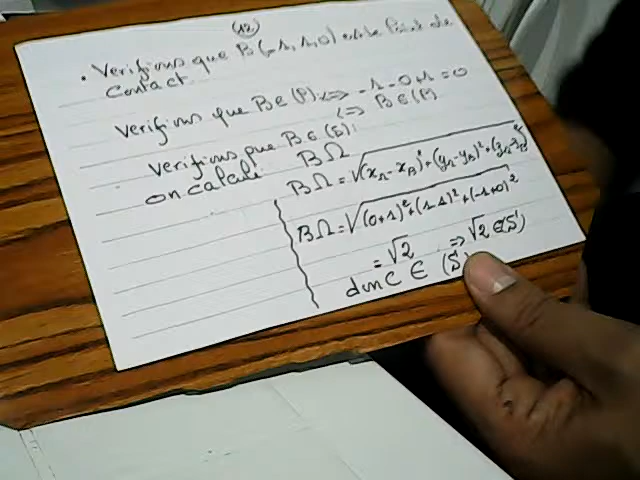 (12)
• Verifions que B(-1,1,0) est le Point de
contact
Verifions que B∈(P) <=> -1-0+1=0
<=> B∈(P)
Verifions que B∈(S):
on calcule BΩ
BΩ = √(xΩ-xB)²+(yΩ-yB)²+(zΩ-zB)²
BΩ = √(0+1)²+(1-1)²+(-1+0)²
= √2 => √2 ∈(S)
donc ∈ (S)